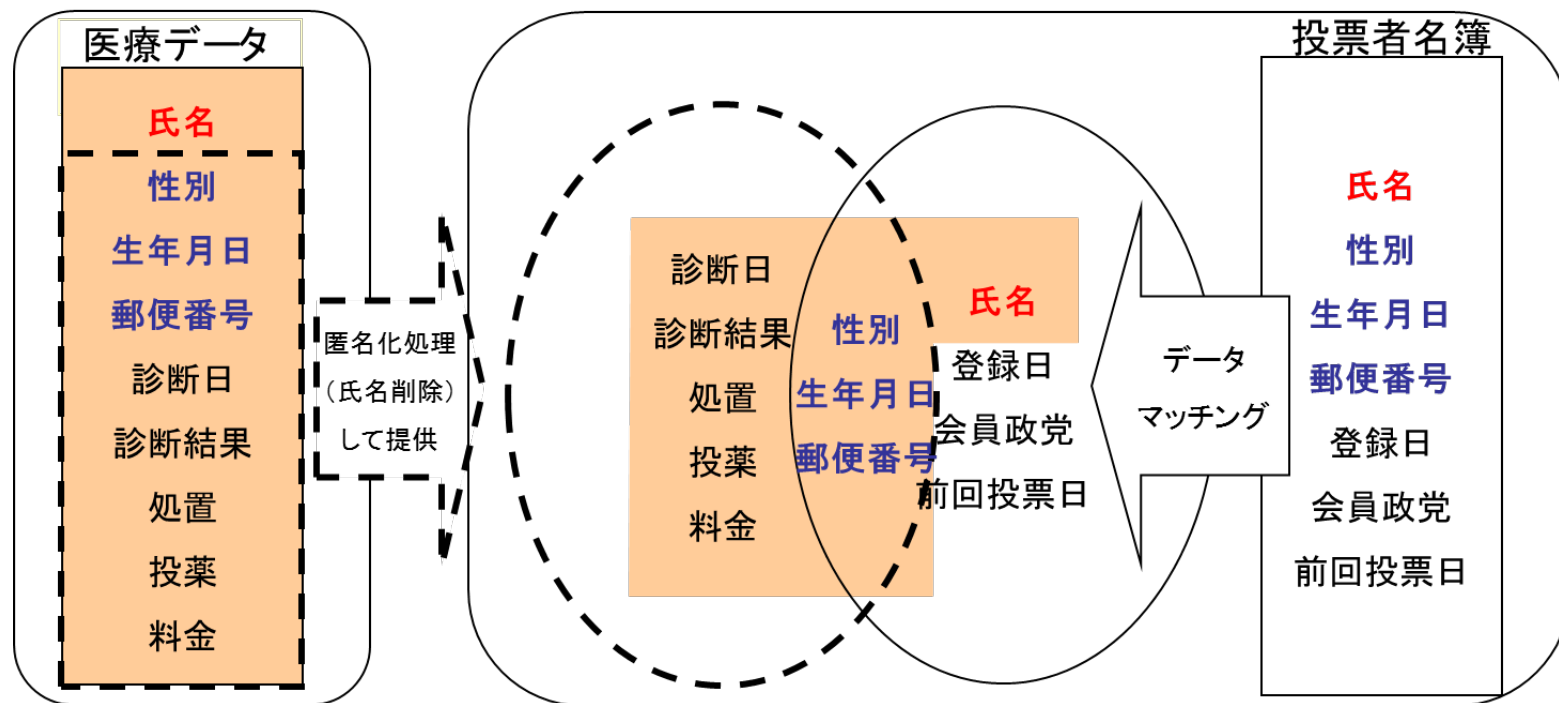 医療データ
氏名
性別
生年月日
郵便番号
診断日
診断結果
処置
投薬
料金
匿名化処理
（氏名削除）
して提供
診断日
診断結果
処置
投薬
料金
性別
生年月日
郵便番号
氏名
登録日
会員政党
前回投票日
データ
マッチング
投票者名簿
氏名
性別
生年月日
郵便番号
登録日
会員政党
前回投票日